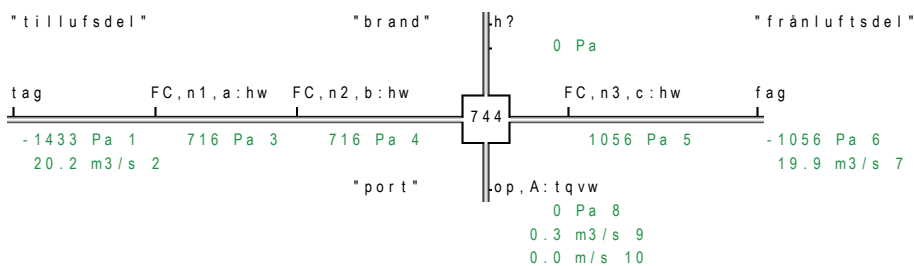 "tillufsdel" "brand" h? "frånluftsdel"
0 Pa
tag FC,n1,a:hw FC,n2,b:hw FC,n3,c:hw fag
744
-1433 Pa 1 716 Pa 3 716 Pa 4 1056 Pa 5 -1056 Pa 6
20.2 m3/s 2 19.9 m3/s 7
"port" op,A:tqvw
0 Pa 8
0.3 m3/s 9
0.0 m/s 10